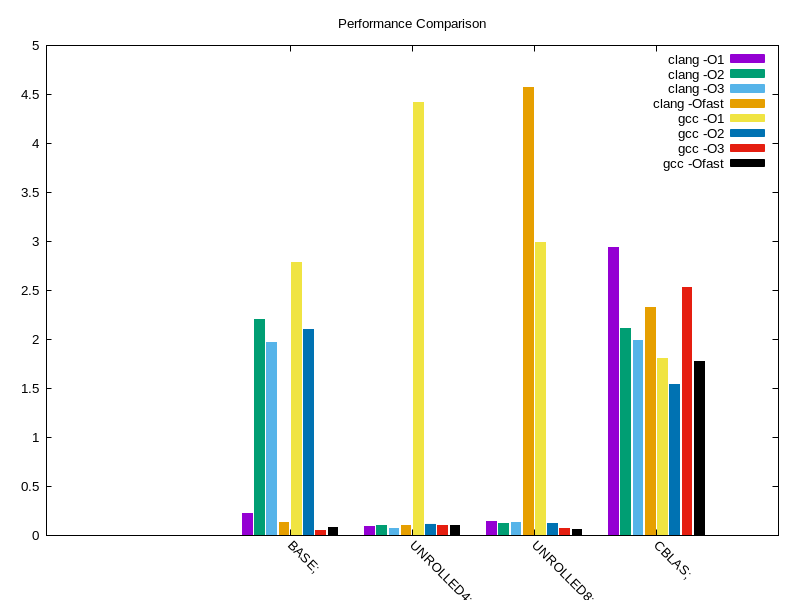 Performance Comparison
5
4.5
4
3.5
3
2.5
2
1.5
1
0.5
0
clang -O1
clang -O2
clang -O3
clang -Ofast
gcc -O1
gcc -O2
gcc -O3
gcc -Ofast
BASE;
UNROLLED4;
UNROLLED8;
CBLAS;